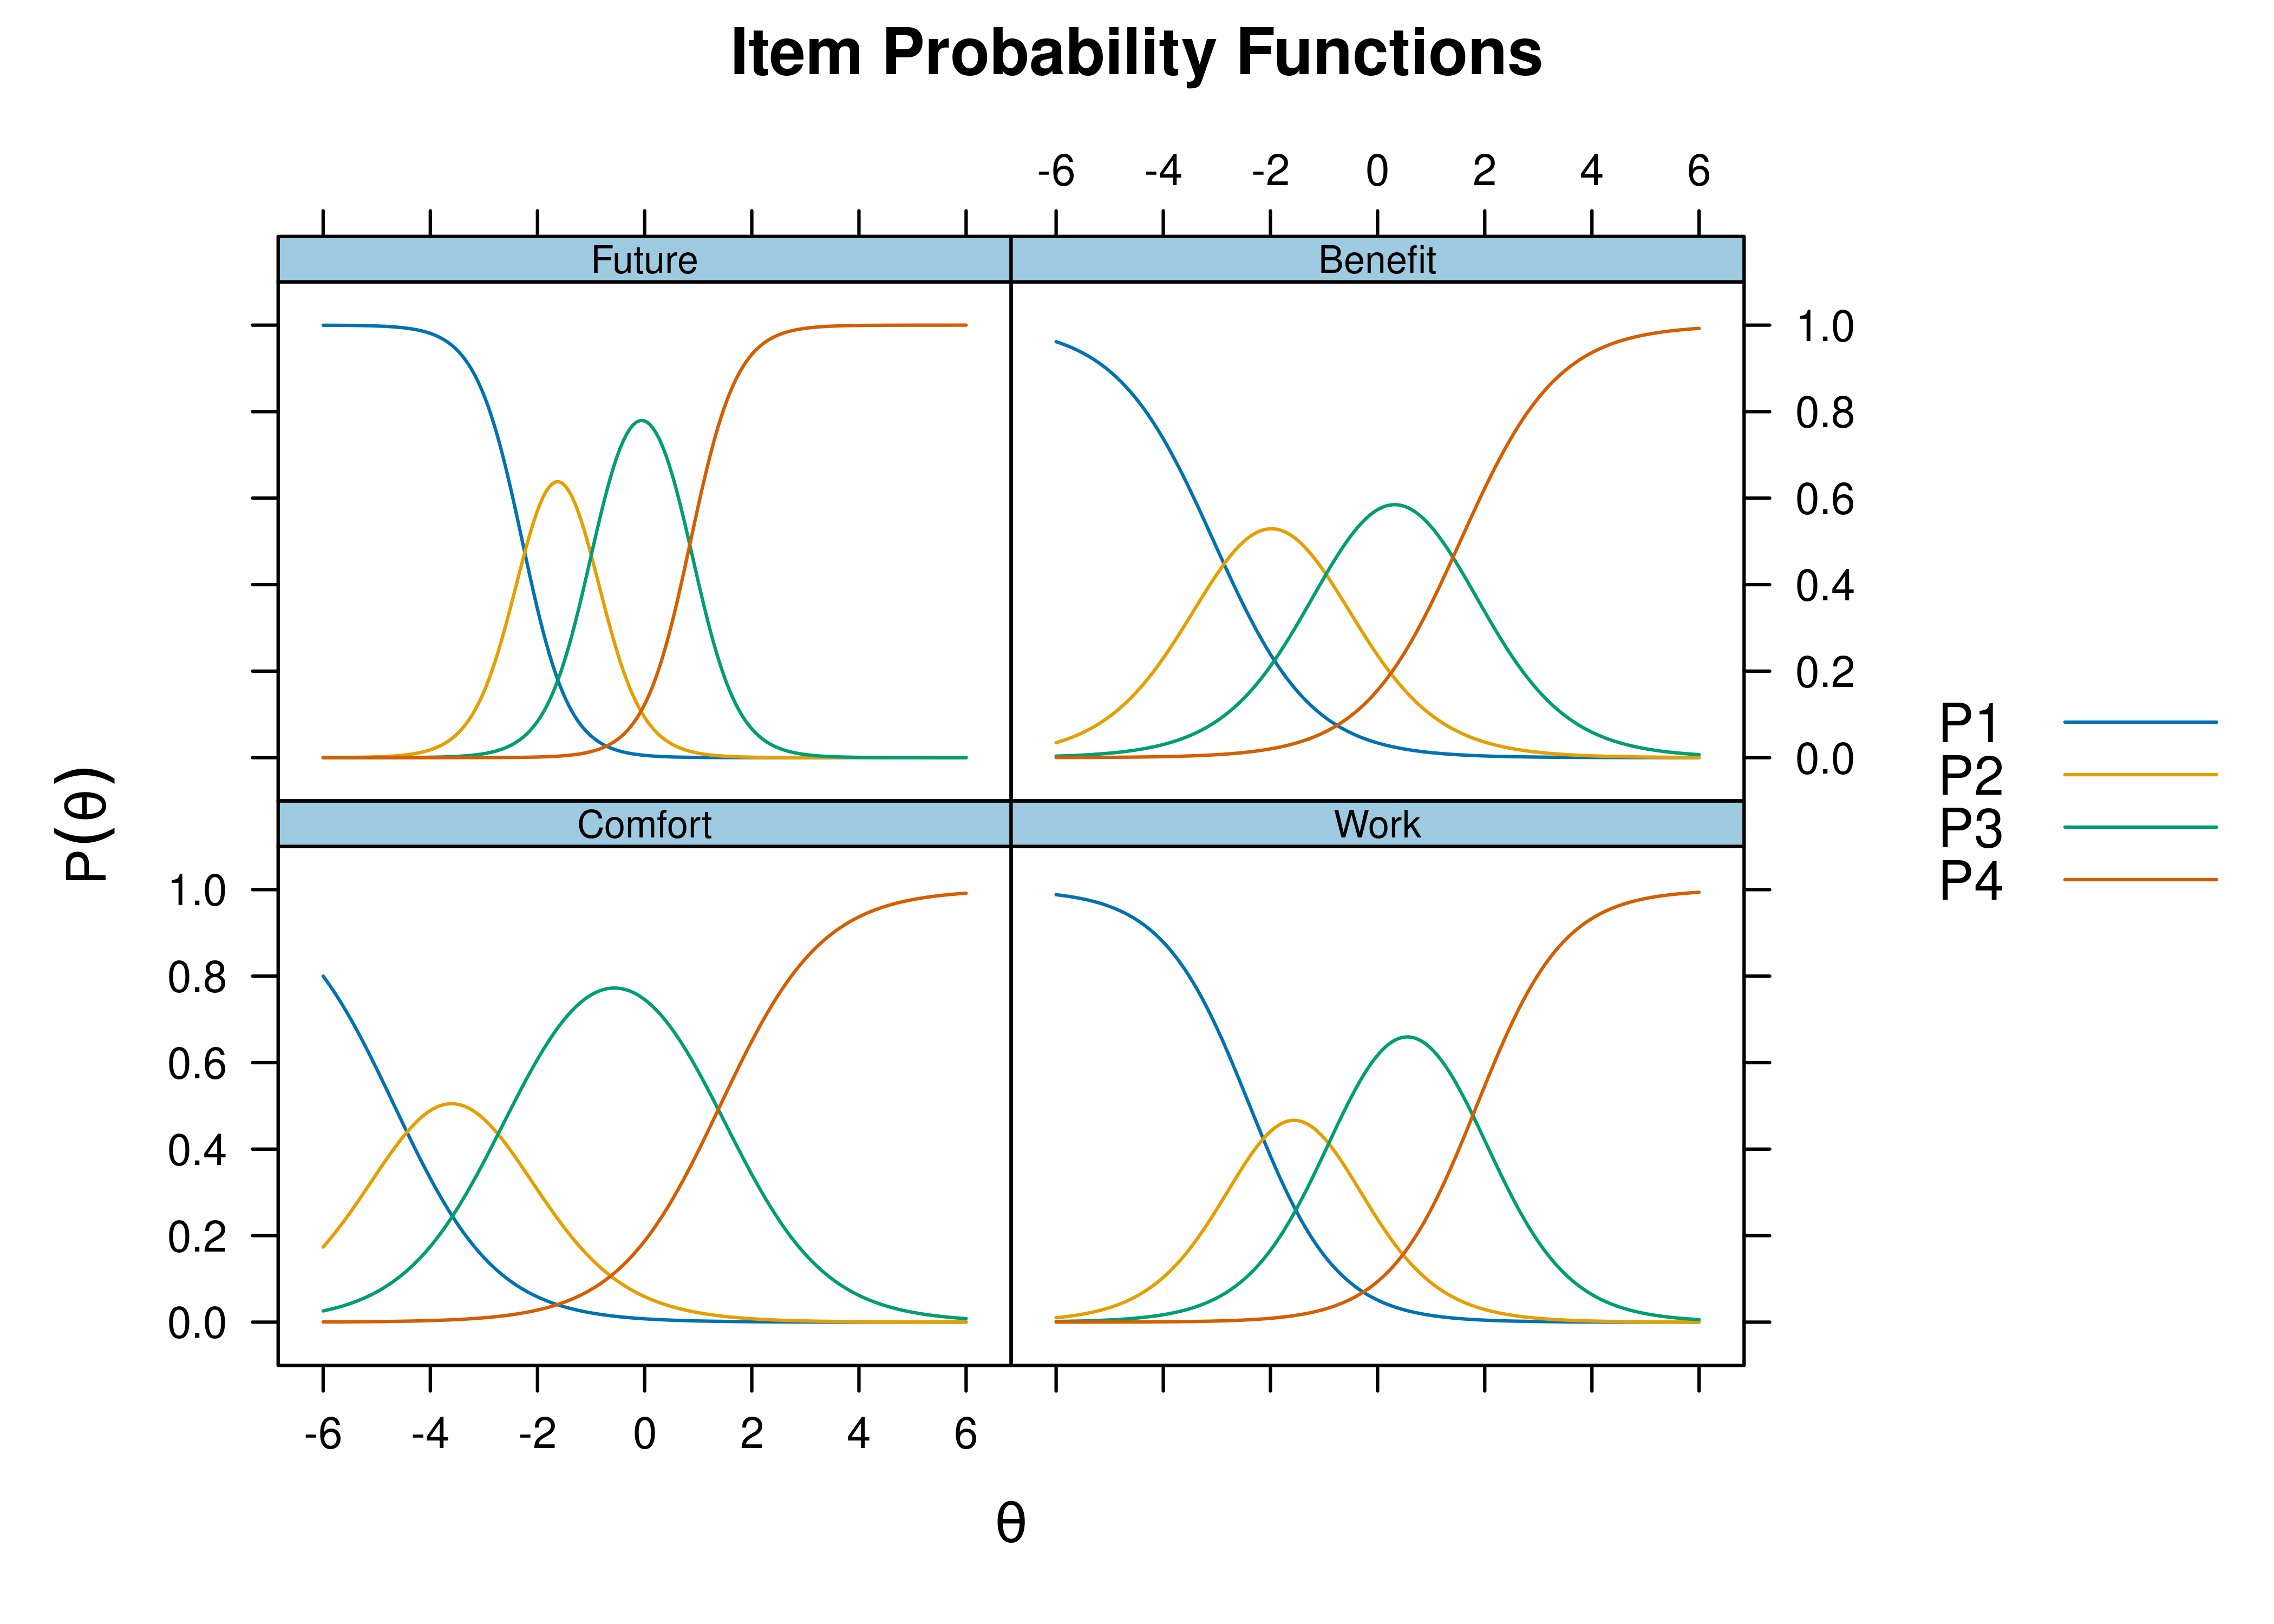 Item Probability Functions
-6 -4 -2 0 2 4 6
Future
Benefit
1.0
0.8
0.6
0.4
0.2
0.0
Comfort
Work
1.0
0.8
0.6
0.4
0.2
0.0
-6 -4 -2 0 2 4 6
P(θ)
θ
P1
P2
P3
P4